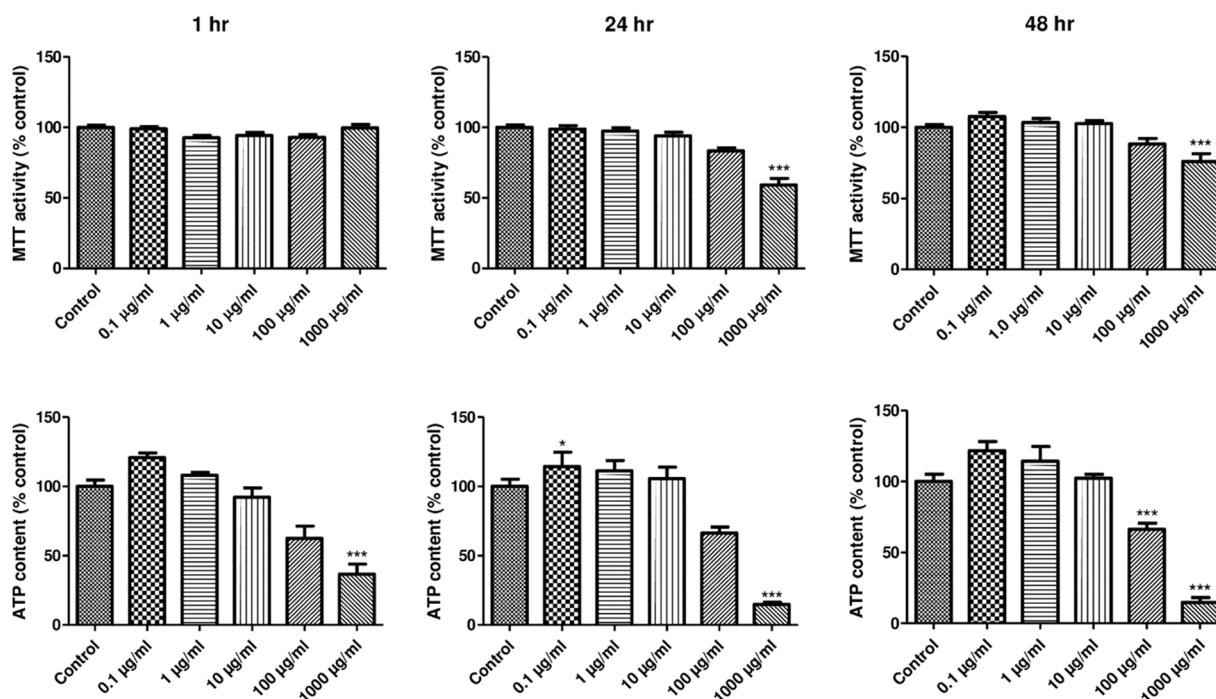 1 hr
24 hr
48 hr
MTT activity (% control)
150
100
50
0
Control
0.1 µg/ml
1 µg/ml
10 µg/ml
100 µg/ml
1000 µg/ml
MTT activity (% control)
150
100
50
0
***
Control
0.1 µg/ml
1 µg/ml
10 µg/ml
100 µg/ml
1000 µg/ml
MTT activity (% control)
150
100
50
0
***
Control
0.1 µg/ml
1.0 µg/ml
10 µg/ml
100 µg/ml
1000 µg/ml
ATP content (% control)
150
100
50
0
***
Control
0.1 µg/ml
1 µg/ml
10 µg/ml
100 µg/ml
1000 µg/ml
ATP content (% control)
150
100
50
0
*
***
Control
0.1 µg/ml
1 µg/ml
10 µg/ml
100 µg/ml
1000 µg/ml
ATP content (% control)
150
100
50
0
***
***
Control
0.1 µg/ml
1 µg/ml
10 µg/ml
100 µg/ml
1000 µg/ml